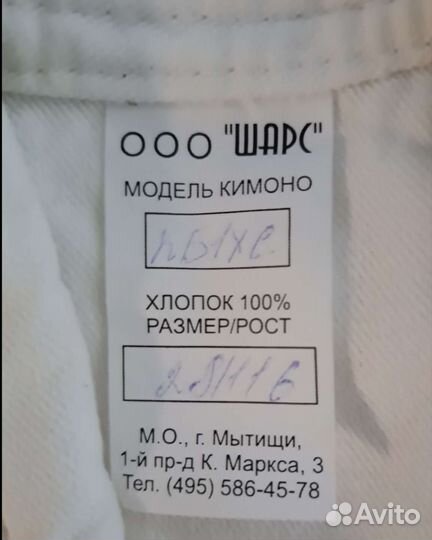 ООО "ШАРС"
МОДЕЛЬ КИМОНО
ХЛОПОК 100%
РАЗМЕР/РОСТ
М.О., г. Мытищи,
1-й пр-д К. Маркса, 3
Тел. (495) 586-45-78
Avito